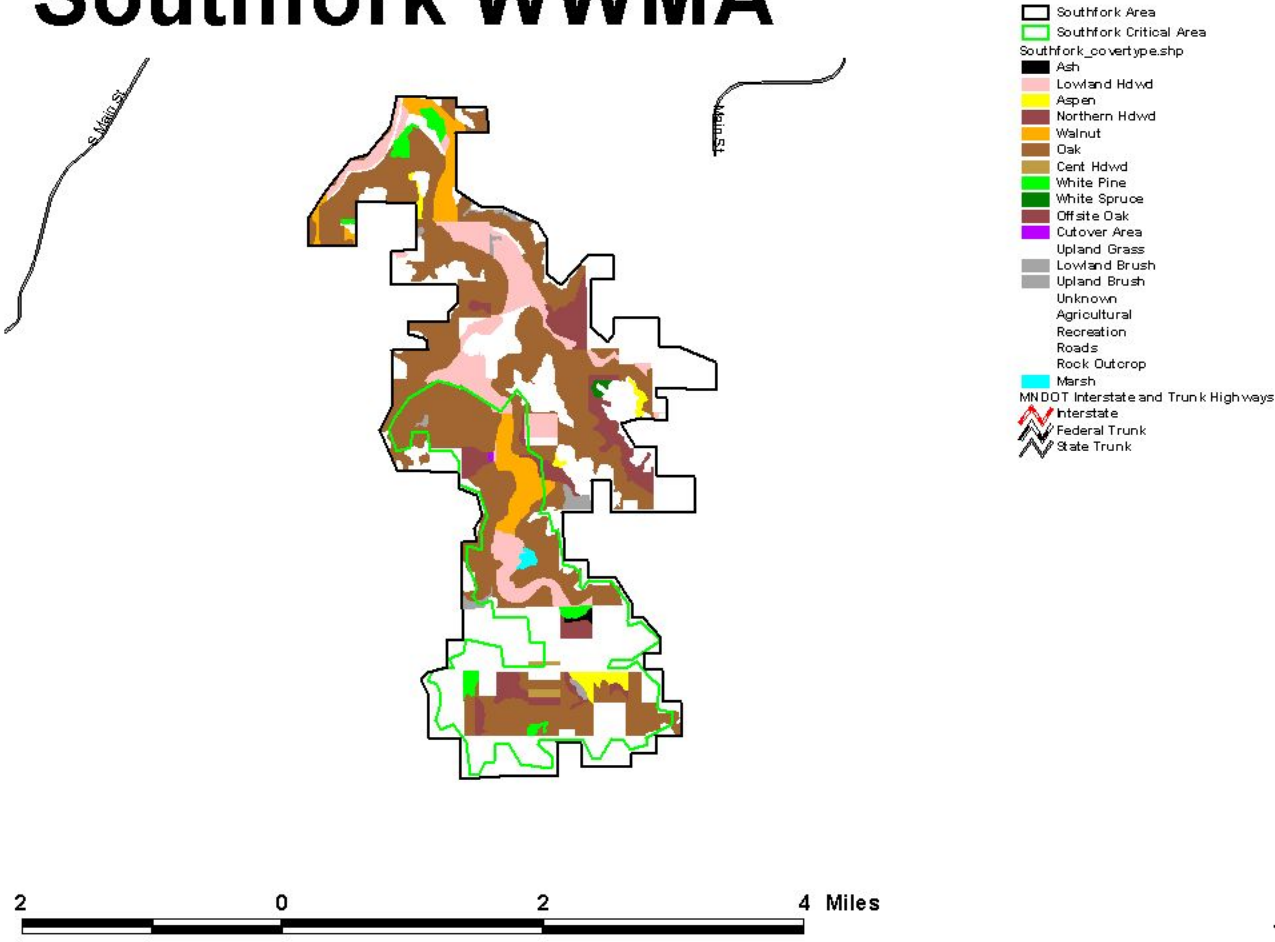 Southfork WWMA
Southfork Area
Southfork Critical Area
Southfork_covertype.shp
Ash
Lowland Hdwd
Aspen
Northern Hdwd
Walnut
Oak
Cent Hdwd
White Pine
White Spruce
Offsite Oak
Cutover Area
Upland Grass
Lowland Brush
Upland Brush
Unknown
Agricultural
Recreation
Roads
Rock Outcrop
Marsh
MNDOT Interstate and Trunk Highways
Interstate
Federal Trunk
State Trunk
S Main St
Main St
2 0 2 4 Miles